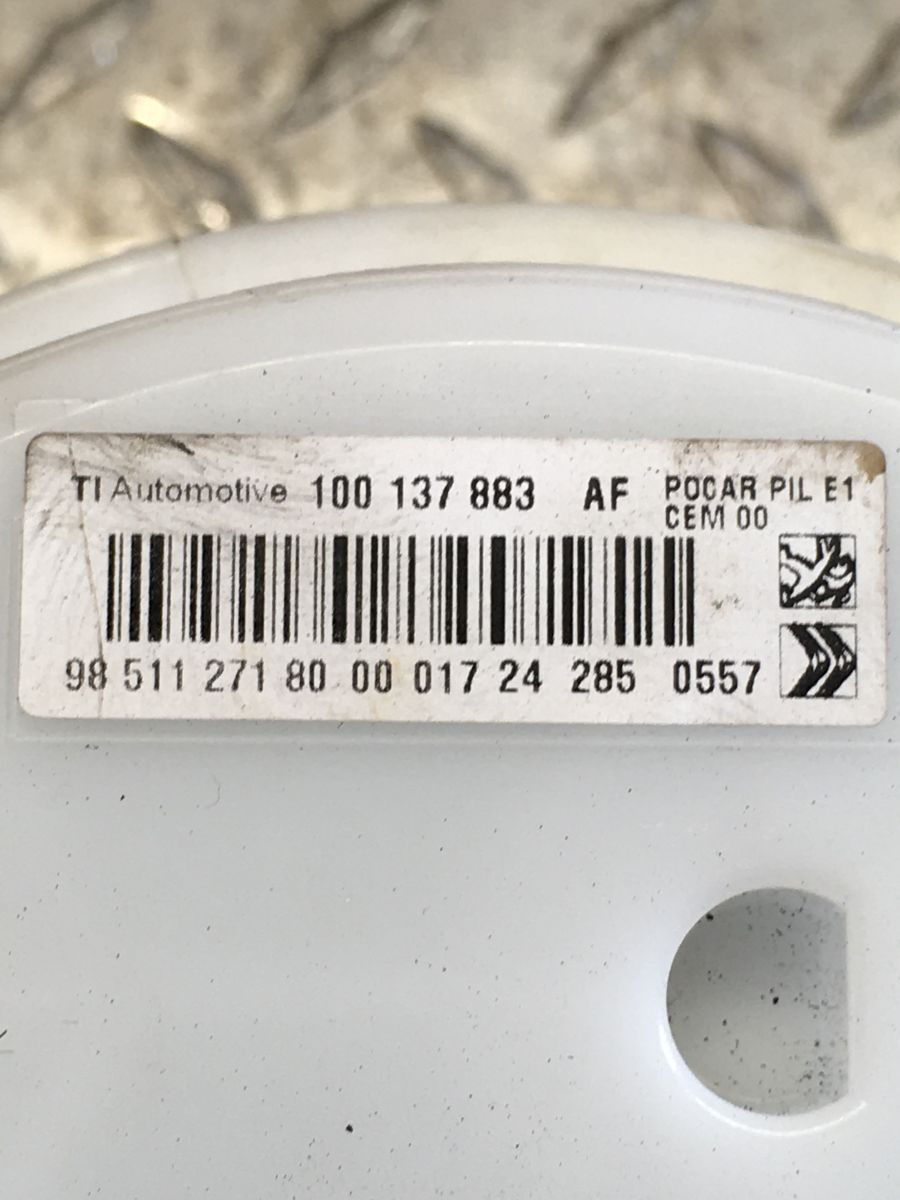 TI Automotive 100 137 883 AF POCAR PIL E1
CEM 00
98 511 271 80 00 017 24 285 0557